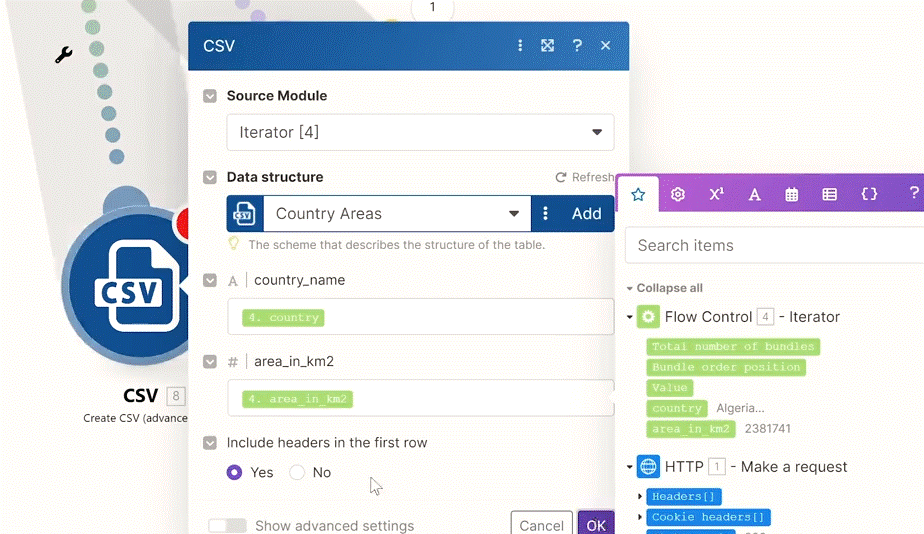 1
CSV
?
Source Module
Iterator [4]
Data structure
Refresh
CSV
Country Areas
Add
The scheme that describes the structure of the table.
A country_name
4. country
# area_in_km2
4. area_in_km2
Include headers in the first row
Yes No
Show advanced settings
Cancel
OK
CSV
CSV 8
Create CSV (advance
X¹ A {} ?
Search items
Collapse all
Flow Control 4 - Iterator
Total number of bundles
Bundle order position
Value
country Algeria...
area_in_km2 2381741
HTTP 1 - Make a request
Headers[]
Cookie headers[]